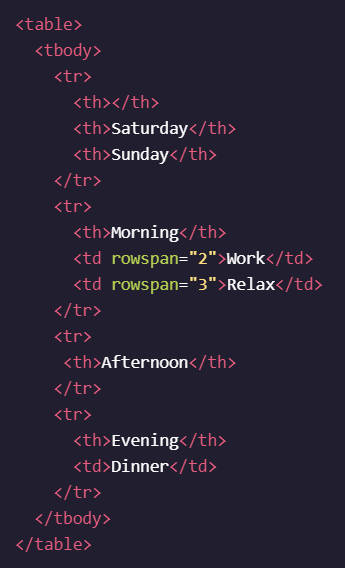 <table>
  <tbody>
    <tr>
      <th></th>
      <th>Saturday</th>
      <th>Sunday</th>
    </tr>
    <tr>
      <th>Morning</th>
      <td rowspan="2">Work</td>
      <td rowspan="3">Relax</td>
    </tr>
    <tr>
     <th>Afternoon</th>
    </tr>
    <tr>
      <th>Evening</th>
      <td>Dinner</td>
    </tr>
  </tbody>
</table>